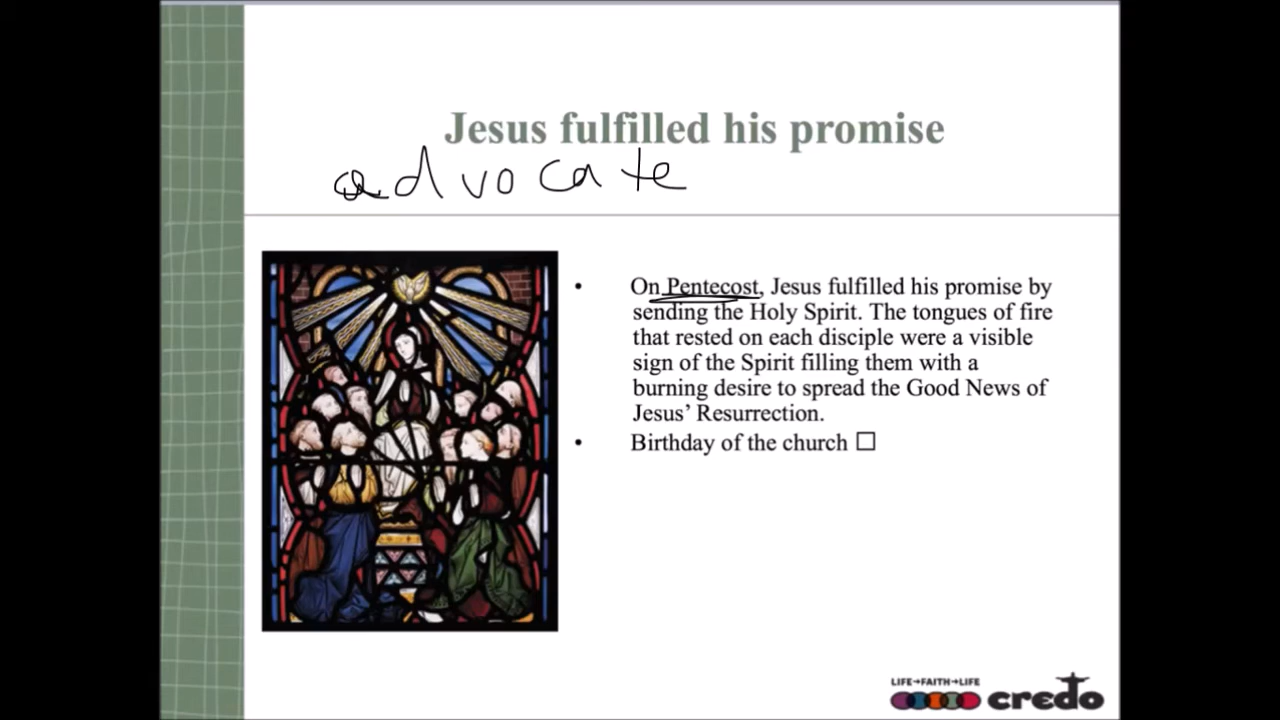 Jesus fulfilled his promise
advocate
• On Pentecost, Jesus fulfilled his promise by
sending the Holy Spirit. The tongues of fire
that rested on each disciple were a visible
sign of the Spirit filling them with a
burning desire to spread the Good News of
Jesus’ Resurrection.
• Birthday of the church □
LIFE→FAITH→LIFE
credo